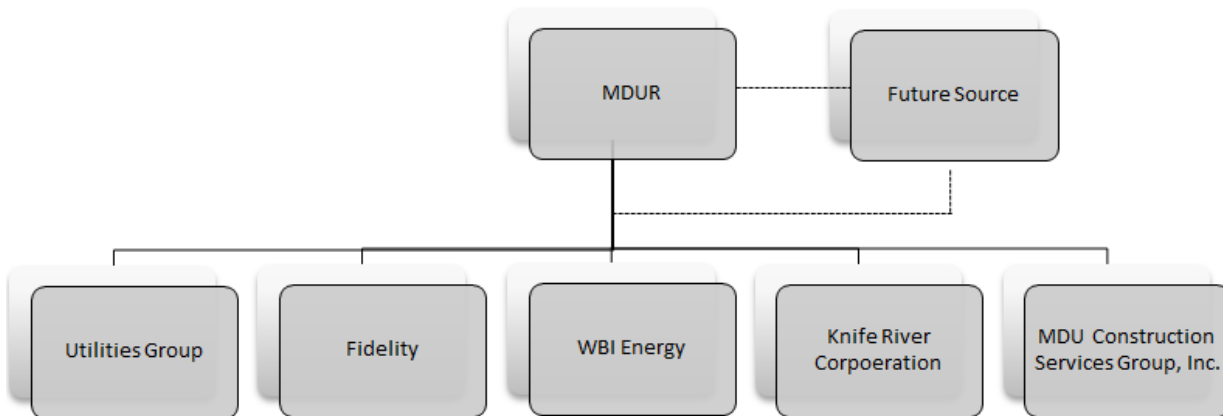 MDUR
Future Source
Utilities Group
Fidelity
WBI Energy
Knife River
Corpoeration
MDU Construction
Services Group, Inc.